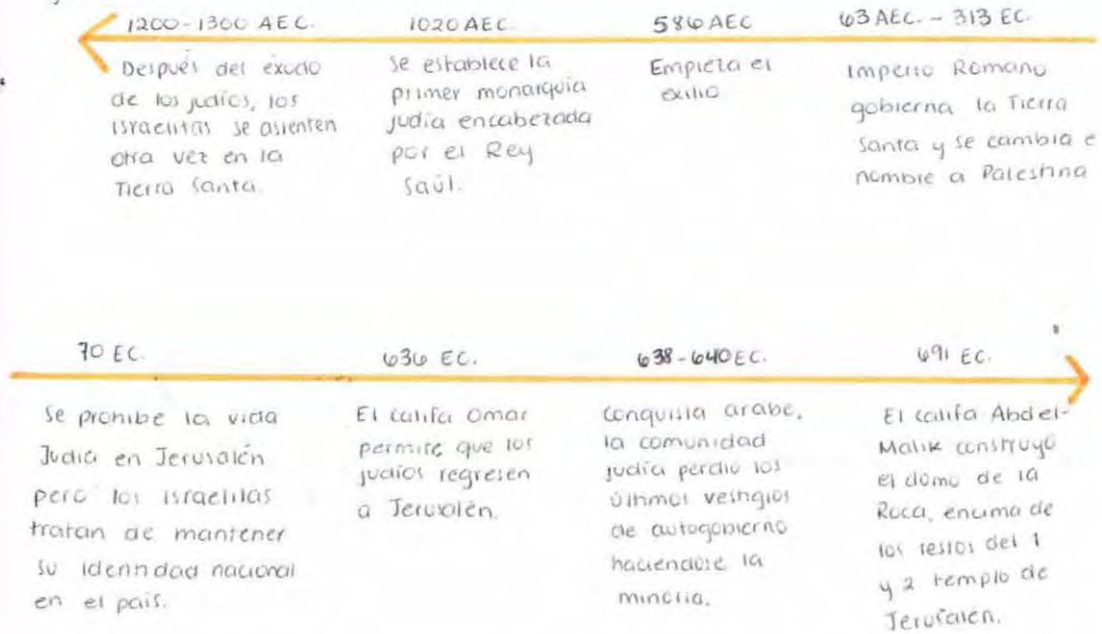 1200-1300 AEC.
Después del éxodo
de los judíos, los
israelitas se asienten
otra vez en la
Tierra Santa.
1020 AEC.
Se establece la
primer monarquía
judía encabezada
por el Rey
Saúl.
586 AEC
Empieza el
exilio
63 AEC. - 313 EC.
Imperio Romano
gobierna la Tierra
Santa y se cambia e
nombre a Palestina
70 EC.
Se prohibe la vida
Judía en Jerusalén
pero los israelitas
tratan de mantener
su identidad nacional
en el país.
636 EC.
El califa Omar
permite que los
judíos regresen
a Jerusalén.
638-640 EC.
Conquista arabe,
la comunidad
judía perdio los
últimos vestigios
de autogobierno
haciendose la
minoria.
691 EC.
El califa Abd el-
Malik construyó
el domo de la
Roca, encima de
los restos del 1
y 2 templo de
Jerusalén.